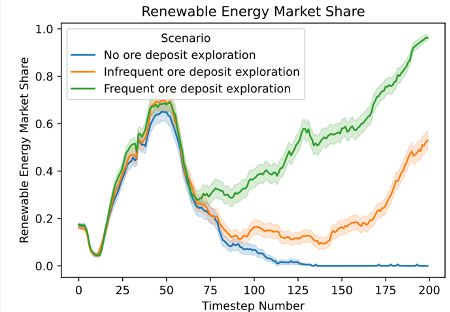 Renewable Energy Market Share
Renewable Energy Market Share
1.0
0.8
0.6
0.4
0.2
0.0
Scenario
No ore deposit exploration
Infrequent ore deposit exploration
Frequent ore deposit exploration
0 25 50 75 100 125 150 175 200
Timestep Number